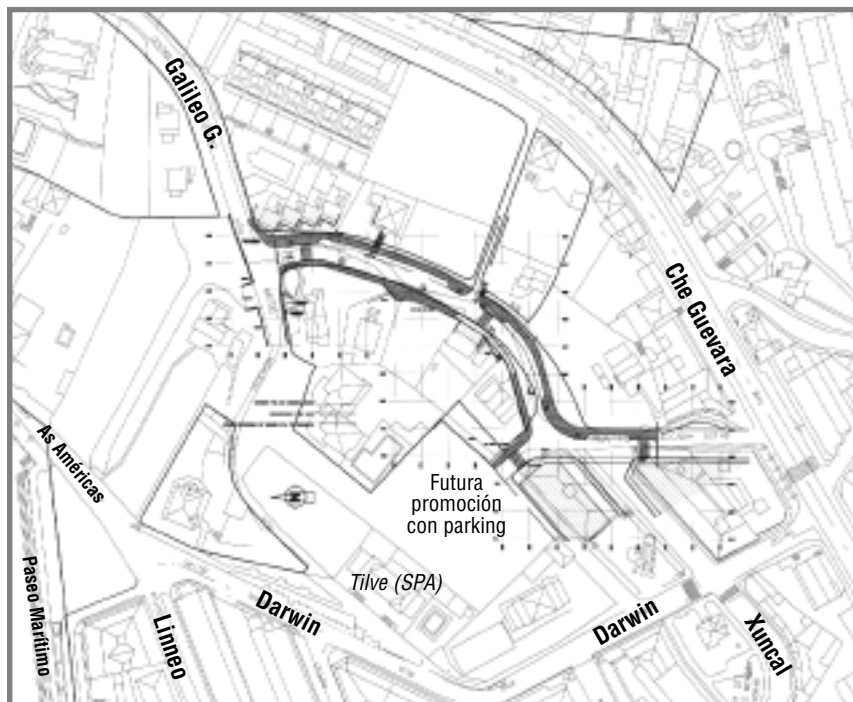 Galileo G.
Che Guevara
As Américas
Futura
promoción
con parking
Paseo Marítimo
Tilve (SPA)
Linneo
Darwin
Darwin
Xuncal